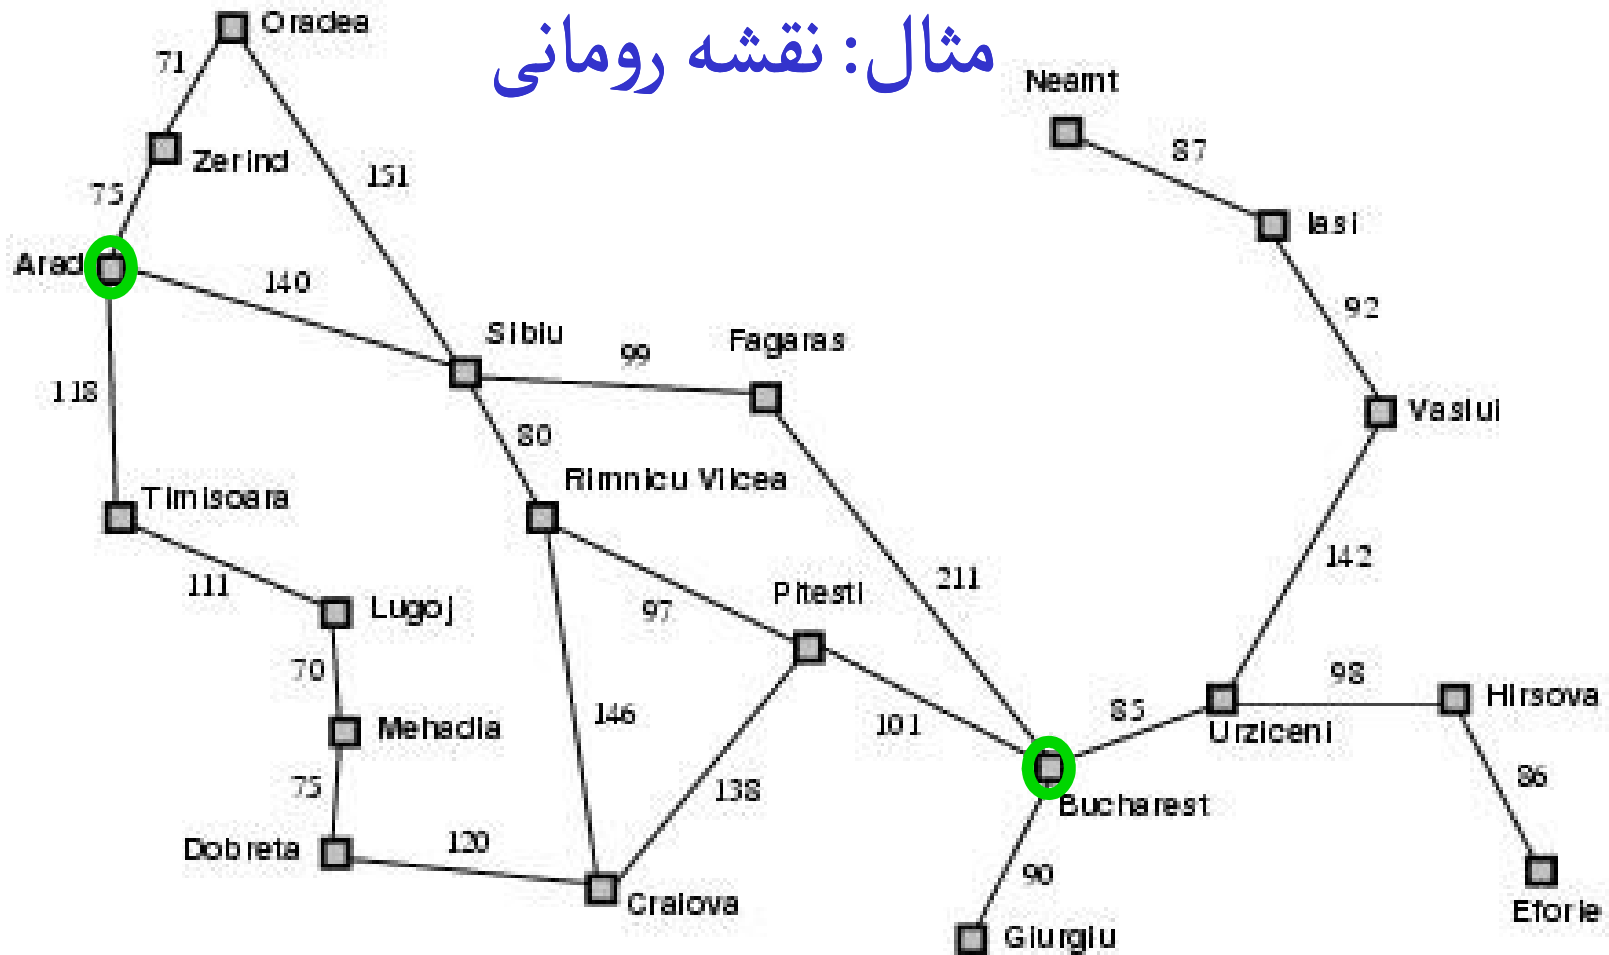 Oradea
مثال: نقشه رومانی
Neamt
71
87
Zerind
151
75
Iasi
Arad
140
92
Sibiu
99
Fagaras
118
Vaslui
80
Rimnicu Vilcea
Timisoara
142
111
211
Pitesti
97
Lugoj
70
98
Hirsova
146
85
Mehadia
101
Urziceni
75
138
86
Bucharest
Dobreta
120
90
Craiova
Eforie
Giurgiu